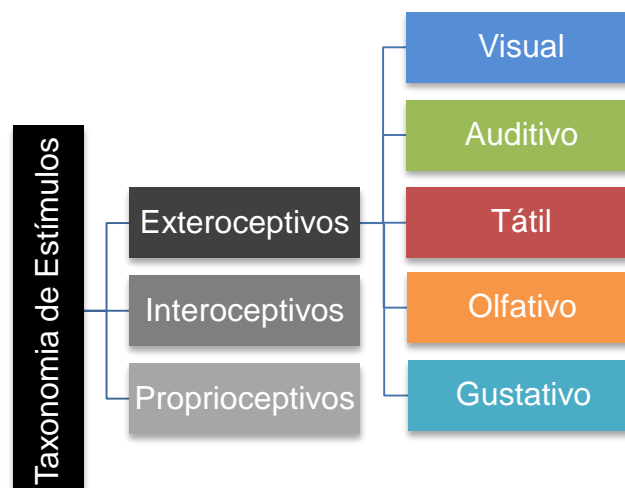 Taxonomia de Estímulos
Exteroceptivos
Interoceptivos
Proprioceptivos
Visual
Auditivo
Tátil
Olfativo
Gustativo